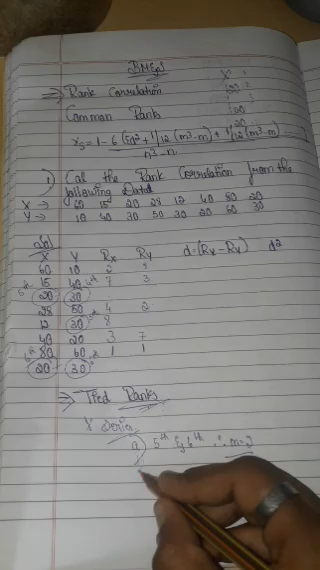 Rank Correlation
Common Rank
rs = 1 - 6 (Σd² + 1/12 (m³-m) + 1/12 (m³-m)
n³ - n
1) Cal the Rank Correlation from the
following Data
X → 60 15 20 28 12 40 80 20
Y → 10 40 30 50 30 20 60 30
Sol
X Y Rx Ry d=(Rx - Ry) d²
60 10 2
15 40 7 3
20 30
28 50 4 2
12 30 8
40 20 3 7
80 60 1 1
20 30
⇒ Tied Ranks
X Series
a) 5th & 6th ∴ m=2